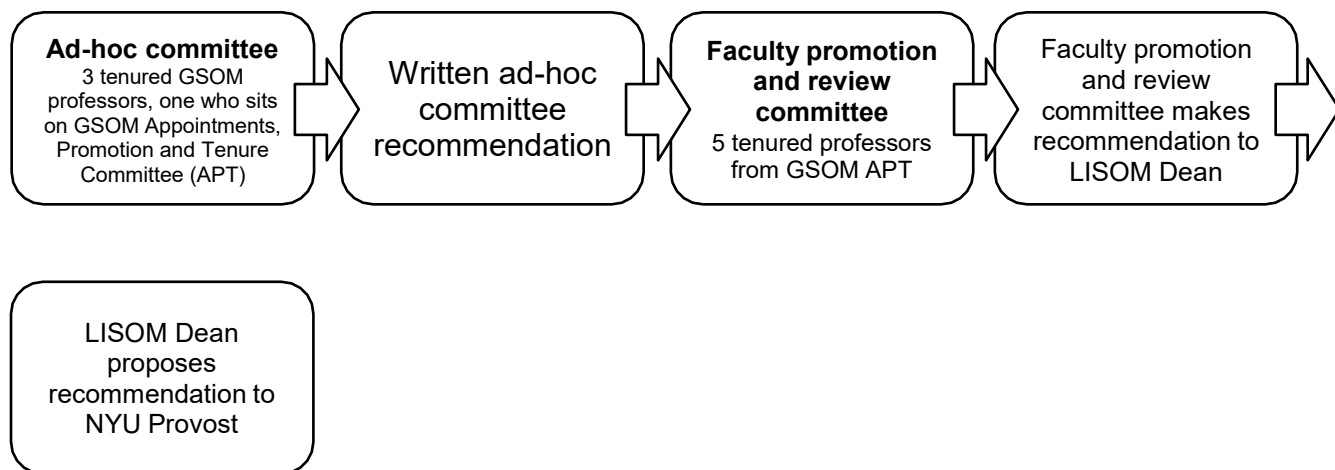 Ad-hoc committee
3 tenured GSOM
professors, one who sits
on GSOM Appointments,
Promotion and Tenure
Committee (APT)
Written ad-hoc
committee
recommendation
Faculty promotion
and review
committee
5 tenured professors
from GSOM APT
Faculty promotion
and review
committee makes
recommendation to
LISOM Dean
LISOM Dean
proposes
recommendation to
NYU Provost